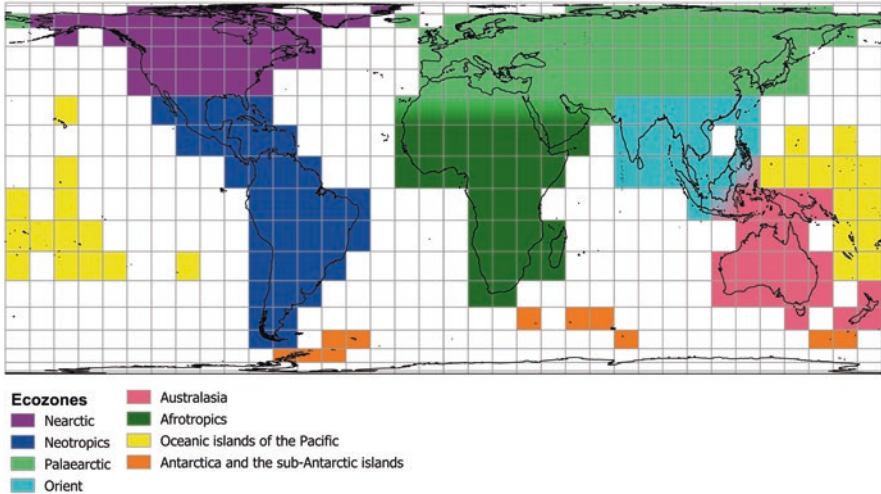 Ecozones
Nearctic
Neotropics
Palaearctic
Orient
Australasia
Afrotropics
Oceanic islands of the Pacific
Antarctica and the sub-Antarctic islands